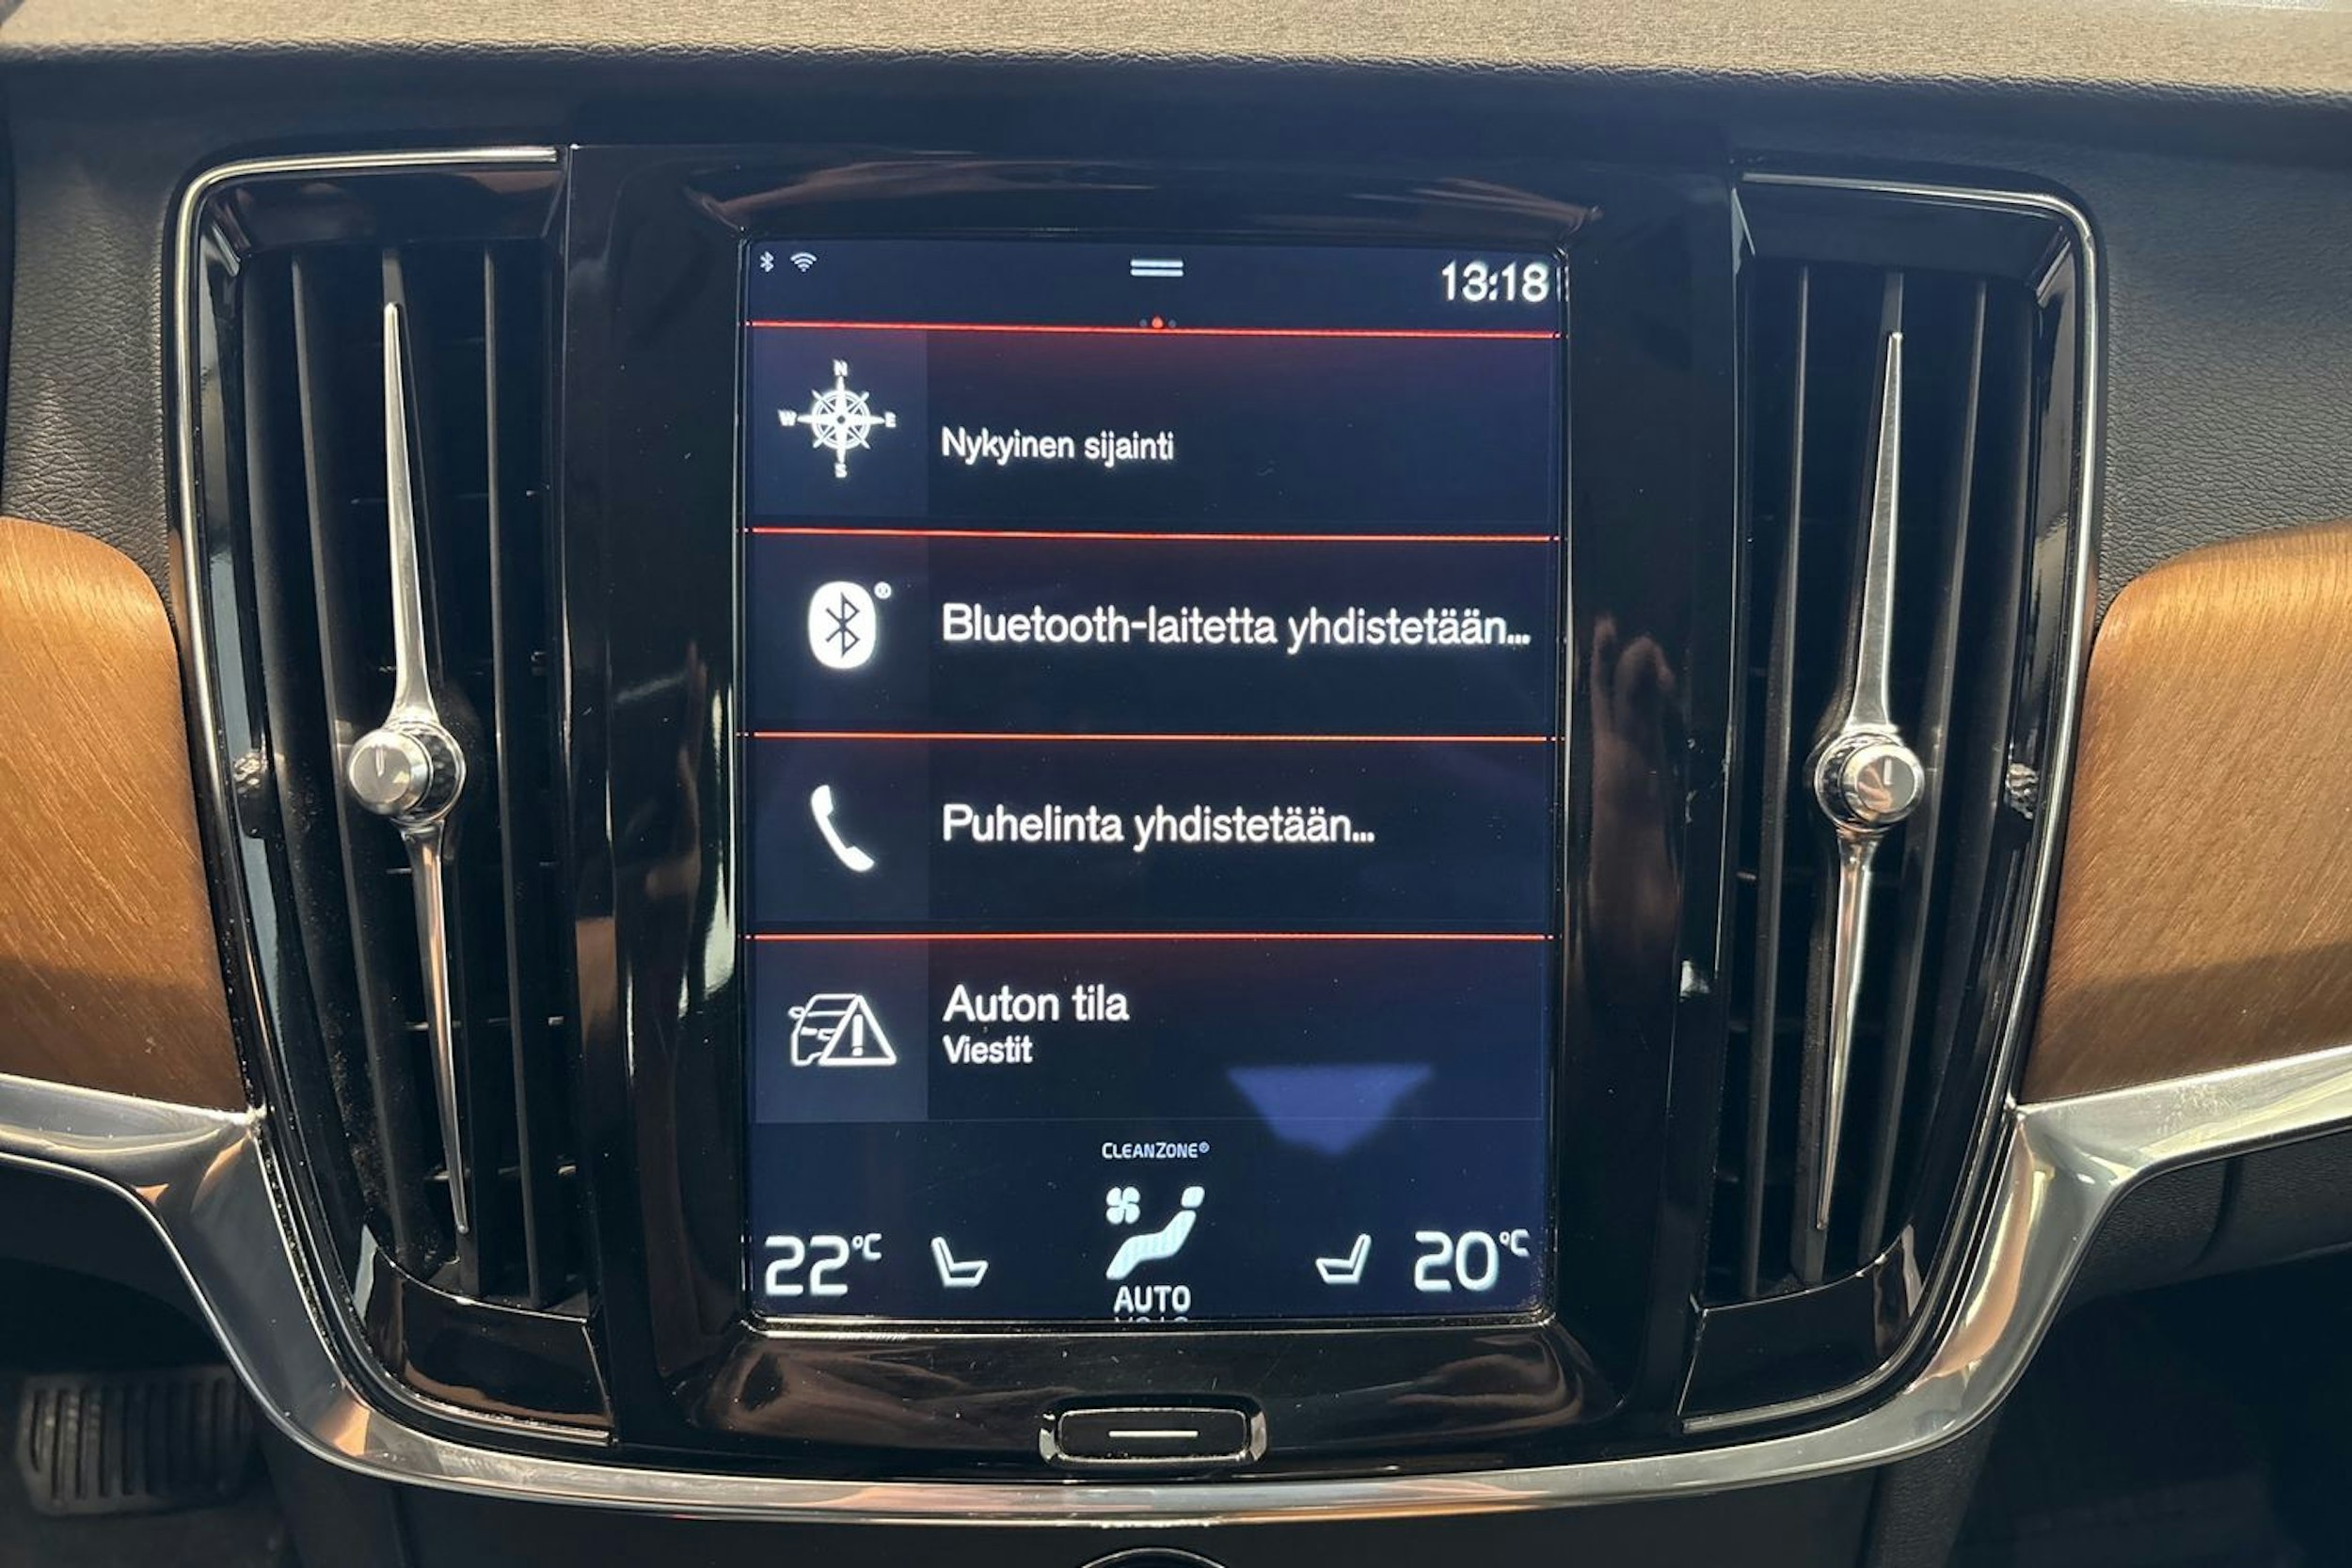 13:18
N
W E
S
Nykyinen sijainti
Bluetooth-laitetta yhdistetään...
Puhelinta yhdistetään...
Auton tila
Viestit
CLEANZONE®
22°C
20°C
AUTO